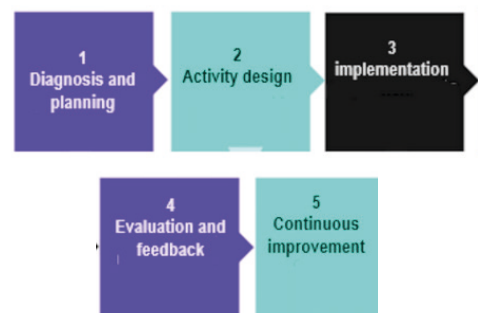 1
Diagnosis and
planning
2
Activity design
3
implementation
4
Evaluation and
feedback
5
Continuous
improvement